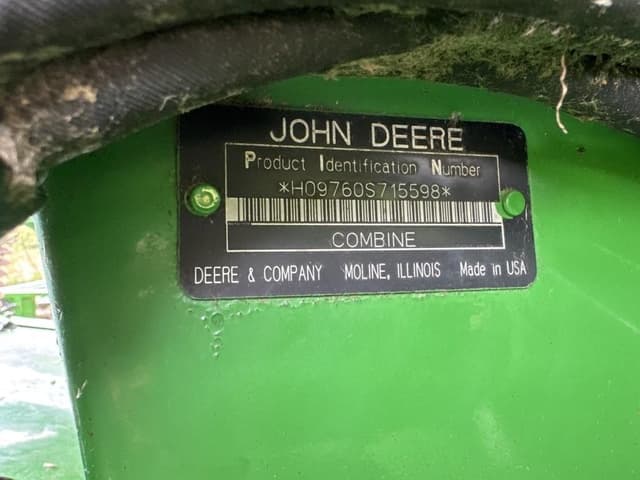 JOHN DEERE
Product Identification Number
*H09760S715598*
COMBINE
DEERE & COMPANY MOLINE, ILLINOIS Made in USA